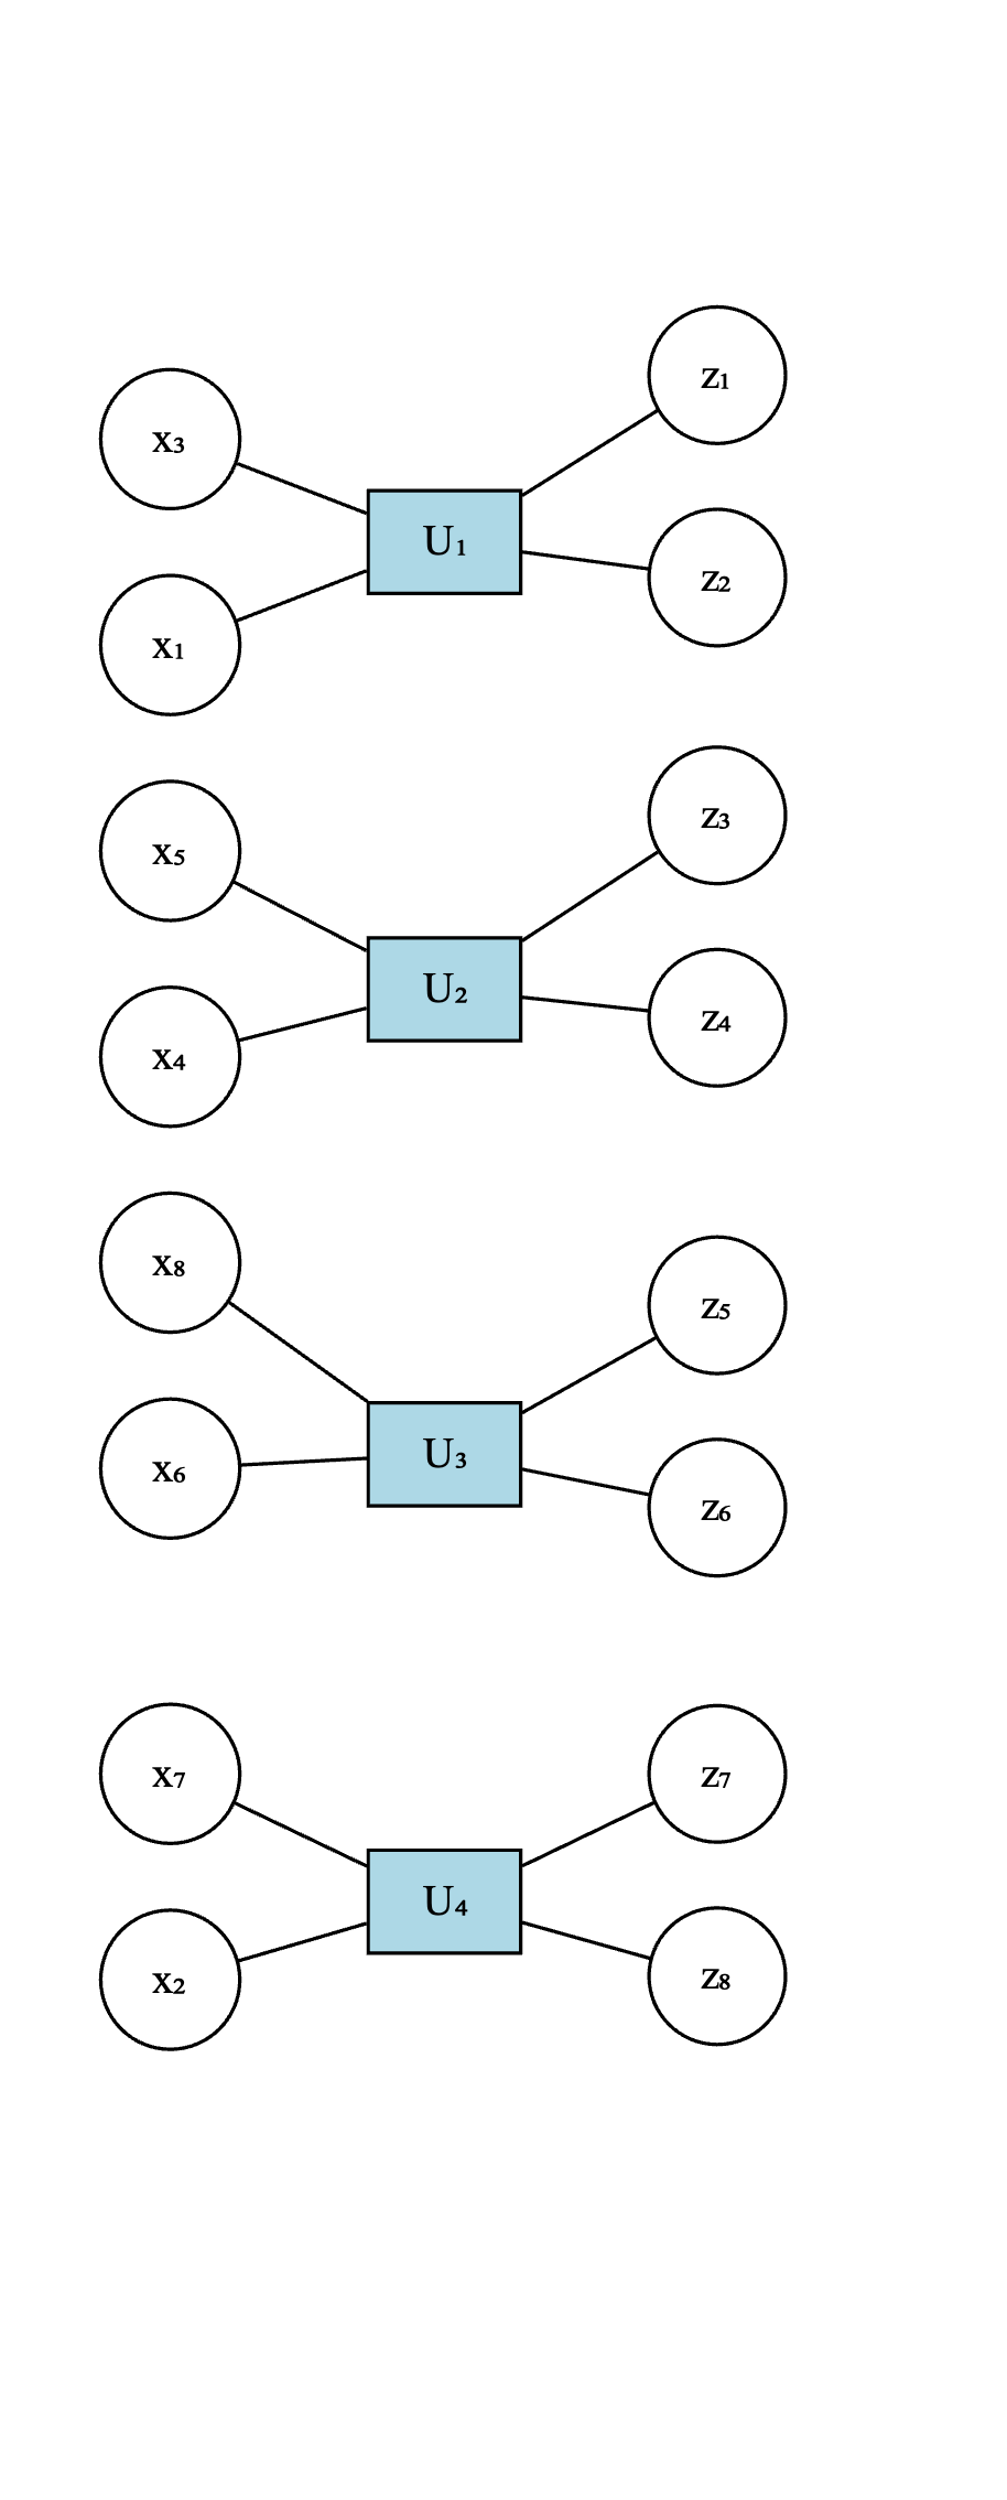 z₁
x₃
U₁
z₂
x₁
z₃
x₅
U₂
z₄
x₄
x₈
z₅
U₃
x₆
z₆
x₇
z₇
U₄
z₈
x₂